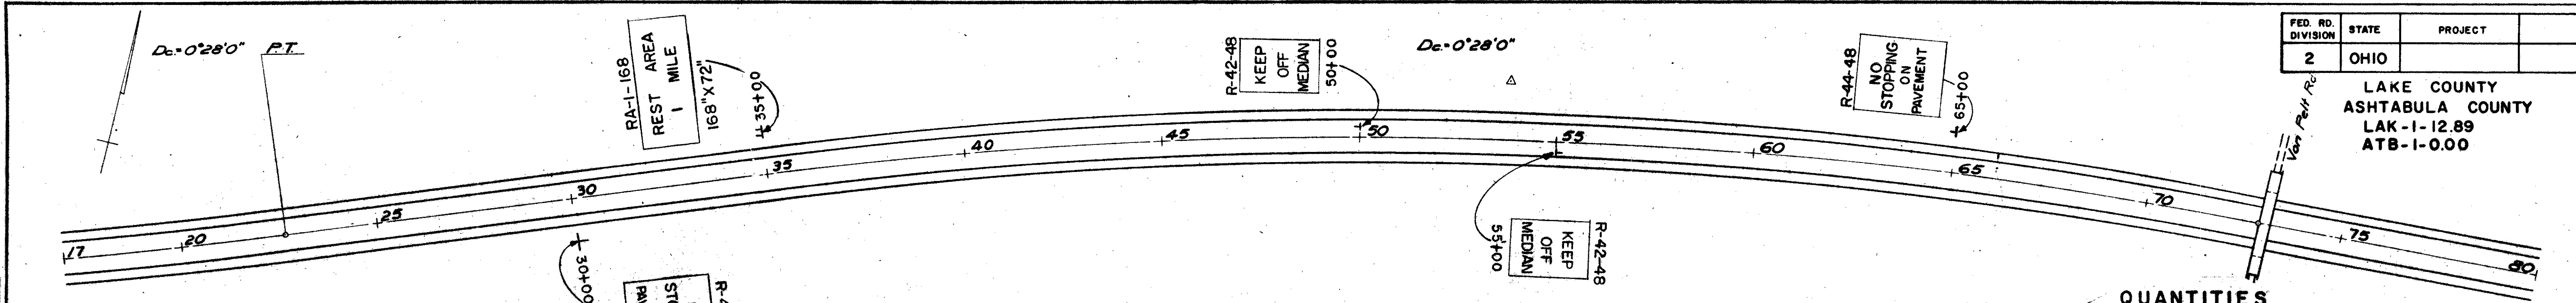 Dc=0°28'0"
P.T.
RA-1-168
REST AREA
1 MILE
168"X72"
35+00
R-42-48
KEEP
OFF
MEDIAN
50+00
Dc=0°28'0"
R-44-48
NO
STOPPING
ON
PAVEMENT
65+00
FED. RD.
DIVISION
STATE
PROJECT
2
OHIO
LAKE COUNTY
ASHTABULA COUNTY
LAK-1-12.89
ATB-1-0.00
Van Pelt Rd
17
20
25
30
35
40
45
50
55
60
65
70
75
80
30+00
55+00
KEEP
OFF
MEDIAN
R-42-48
QUANTITIES